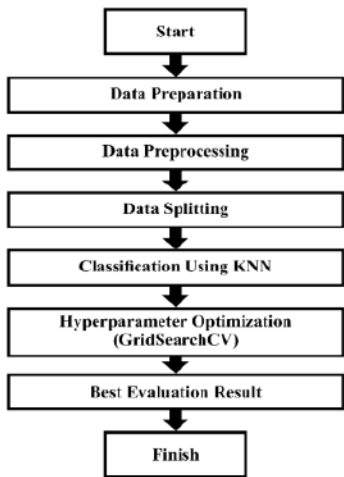 Start
Data Preparation
Data Preprocessing
Data Splitting
Classification Using KNN
Hyperparameter Optimization
(GridSearchCV)
Best Evaluation Result
Finish